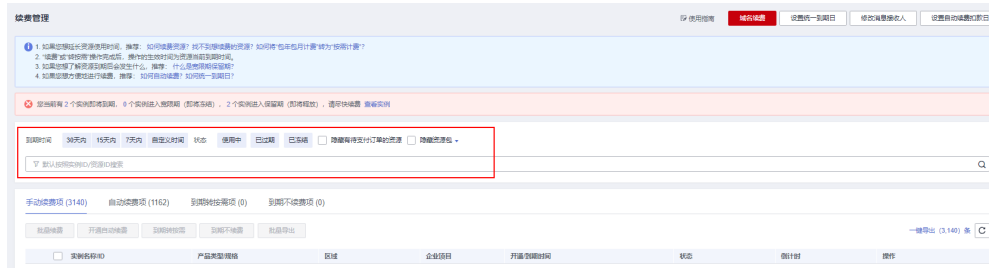 续费管理 使用指南 域名续费 设置统一到期日 修改消息接收人 设置自动续费扣款日
1. 如果您想延长资源使用时间，推荐： 如何续费资源? 找不到想续费的资源? 如何将"包年包月计费"转为"按需计费"?
2. "续费"或"转按需"操作完成后，操作的生效时间为资源当前到期时间。
3. 如果您想了解资源到期后会发生什么，推荐： 什么是宽限期保留期?
4. 如果您想方便地进行续费，推荐： 如何自动续费? 如何统一到期日?
您当前有 2 个实例即将到期，0 个实例进入宽限期（即将冻结），2 个实例进入保留期（即将释放），请尽快续费 查看实例
到期时间 30天内 15天内 7天内 自定义时间 状态 使用中 已过期 已冻结 隐藏有待支付订单的资源 隐藏资源包
默认按照实例ID/资源ID搜索
手动续费项 (3140) 自动续费项 (1162) 到期转按需项 (0) 到期不续费项 (0)
批量续费 开通自动续费 到期转按需 到期不续费 批量导出 一键导出 (3,140) 条
实例名称/ID 产品类型/规格 区域 企业项目 开通/到期时间 状态 倒计时 操作